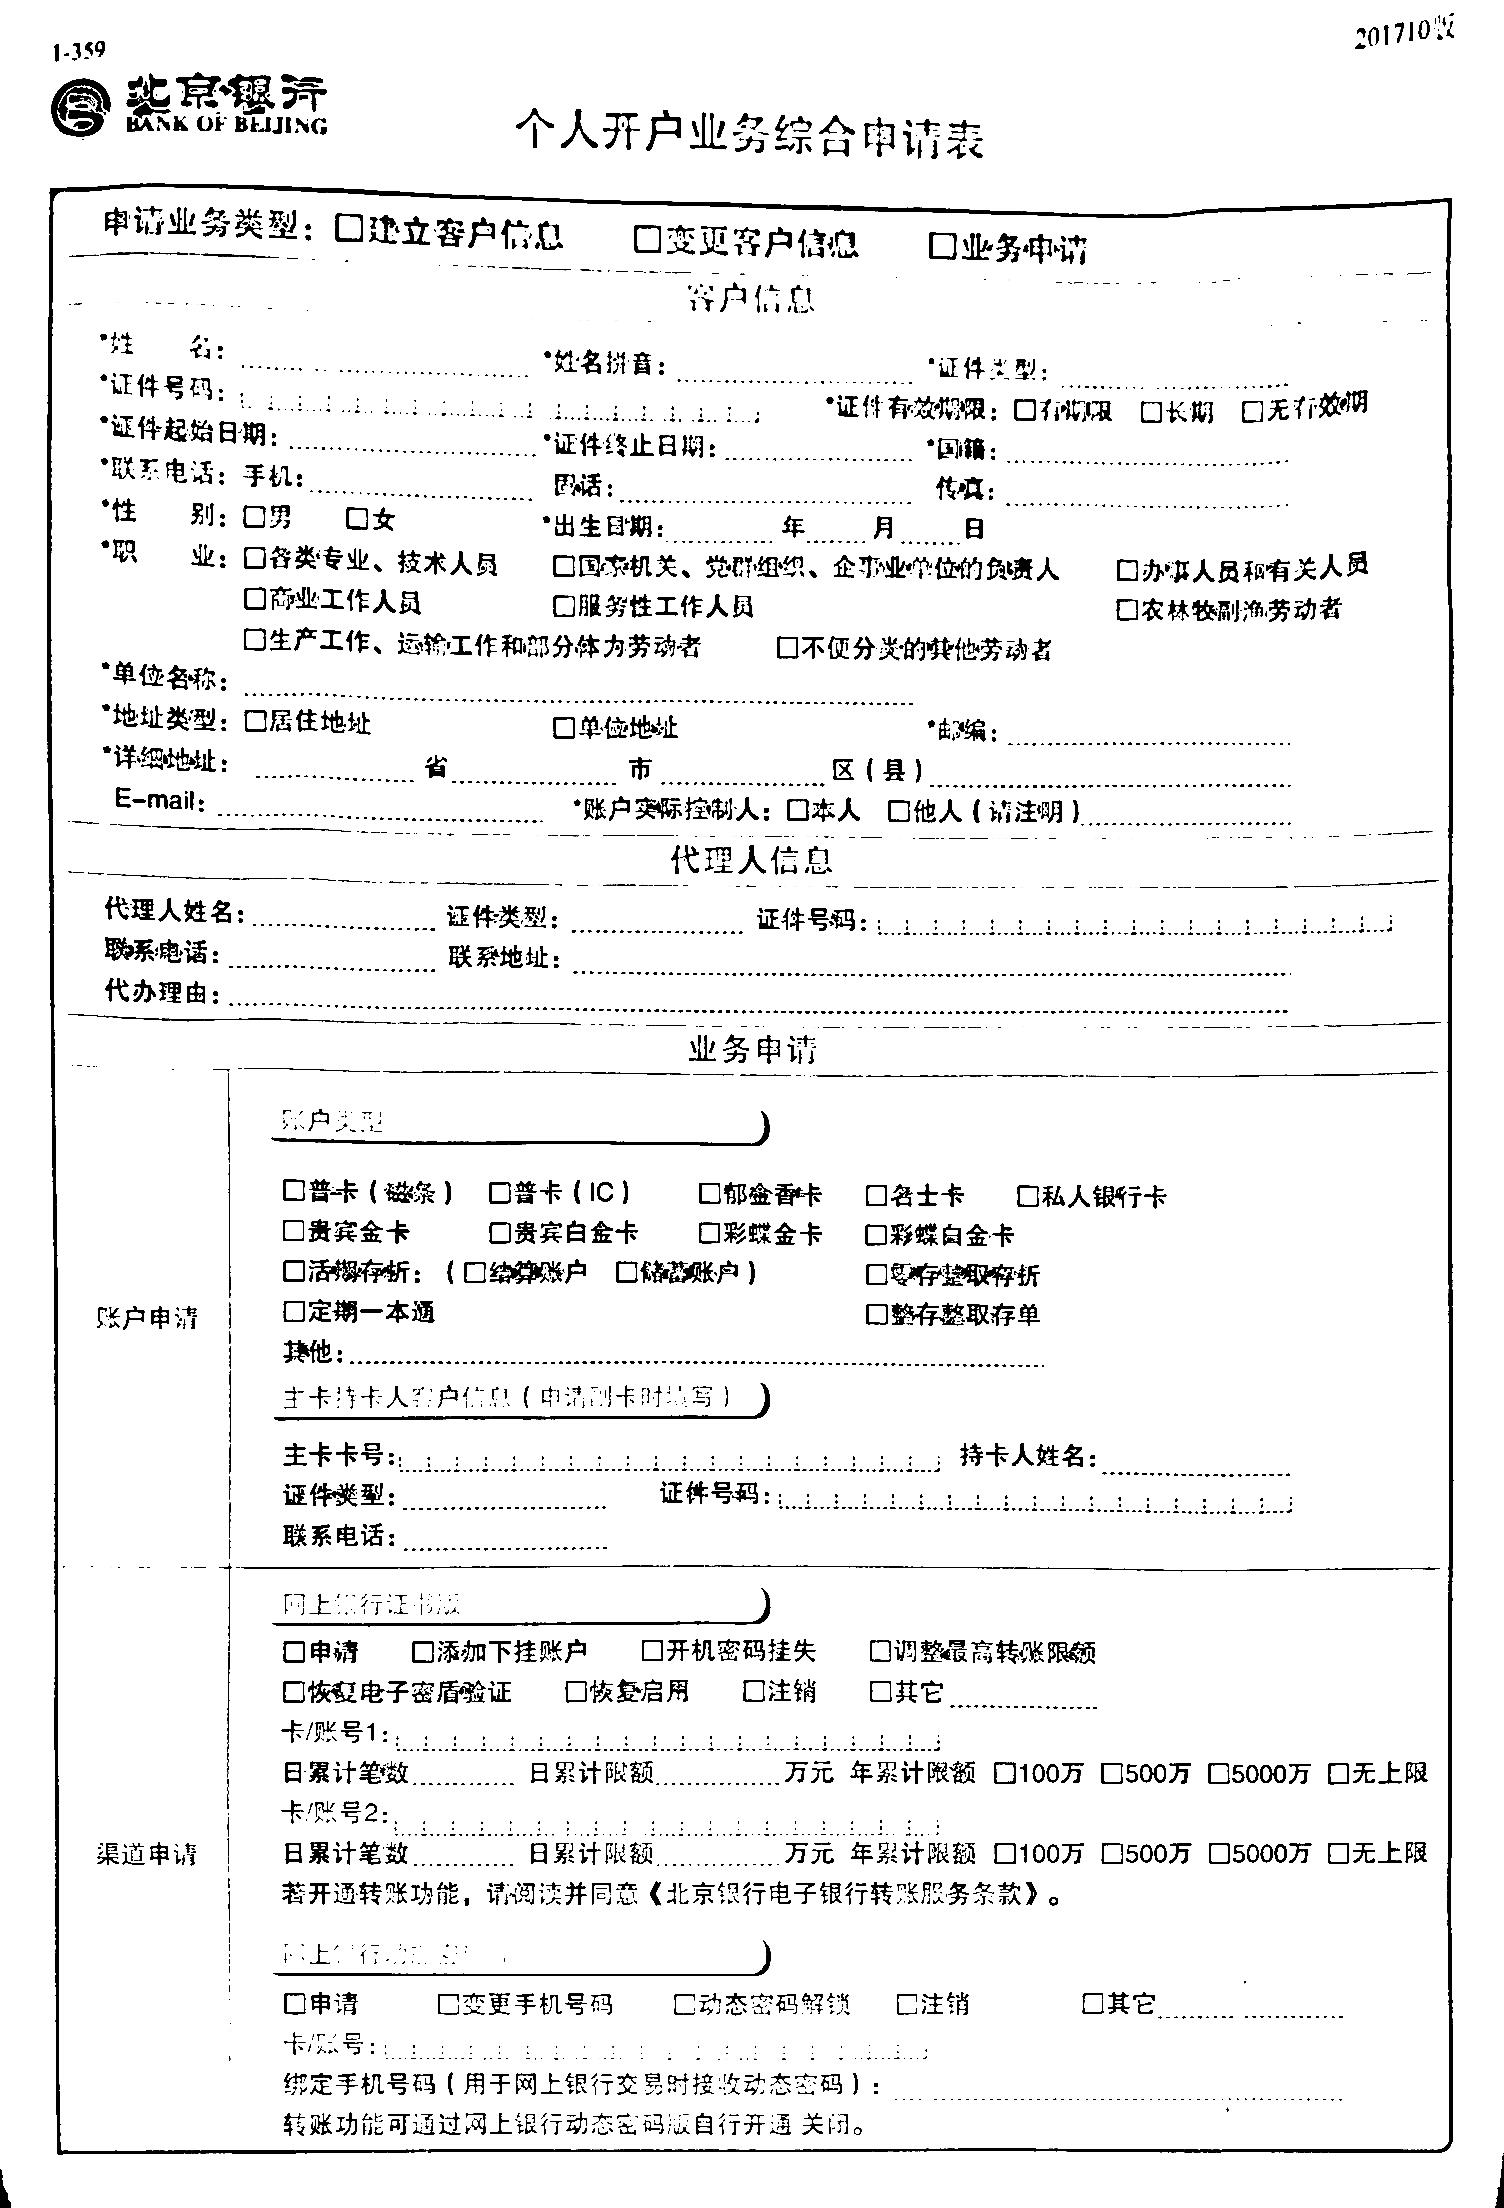 1-359
201710版
北京银行
BANK OF BEIJING
个人开户业务综合申请表
申请业务类型：□建立客户信息 □变更客户信息 □业务申请
客户信息
*姓 名： *姓名拼音： *证件类型：
*证件号码： *证件有效期限：□有期限 □长期 □无有效期
*证件起始日期： *证件终止日期： *国籍：
*联系电话：手机： 固话： 传真：
*性 别：□男 □女 *出生日期： 年 月 日
*职 业：□各类专业、技术人员 □国家机关、党群组织、企事业单位的负责人 □办事人员和有关人员
□商业工作人员 □服务性工作人员 □农林牧副渔劳动者
□生产工作、运输工作和部分体力劳动者 □不便分类的其他劳动者
*单位名称：
*地址类型：□居住地址 □单位地址 *邮编：
*详细地址： 省 市 区（县）
E-mail： *账户实际控制人：□本人 □他人（请注明）
代理人信息
代理人姓名： 证件类型： 证件号码：
联系电话： 联系地址：
代办理由：
业务申请
账户申请
账户类型
□普卡（磁条） □普卡（IC） □郁金香卡 □名士卡 □私人银行卡
□贵宾金卡 □贵宾白金卡 □彩蝶金卡 □彩蝶白金卡
□活期存折：（□结算账户 □储蓄账户） □零存整取存折
□定期一本通 □整存整取存单
其他：
主卡持卡人客户信息（申请副卡时填写）
主卡卡号： 持卡人姓名：
证件类型： 证件号码：
联系电话：
渠道申请
网上银行证书版
□申请 □添加下挂账户 □开机密码挂失 □调整最高转账限额
□恢复电子密盾验证 □恢复启用 □注销 □其它
卡/账号1：
日累计笔数 日累计限额 万元 年累计限额 □100万 □500万 □5000万 □无上限
卡/账号2：
日累计笔数 日累计限额 万元 年累计限额 □100万 □500万 □5000万 □无上限
若开通转账功能，请阅读并同意《北京银行电子银行转账服务条款》。
网上银行动
□申请 □变更手机号码 □动态密码解锁 □注销 □其它
卡/账号：
绑定手机号码（用于网上银行交易时接收动态密码）：
转账功能可通过网上银行动态密码版自行开通 关闭。